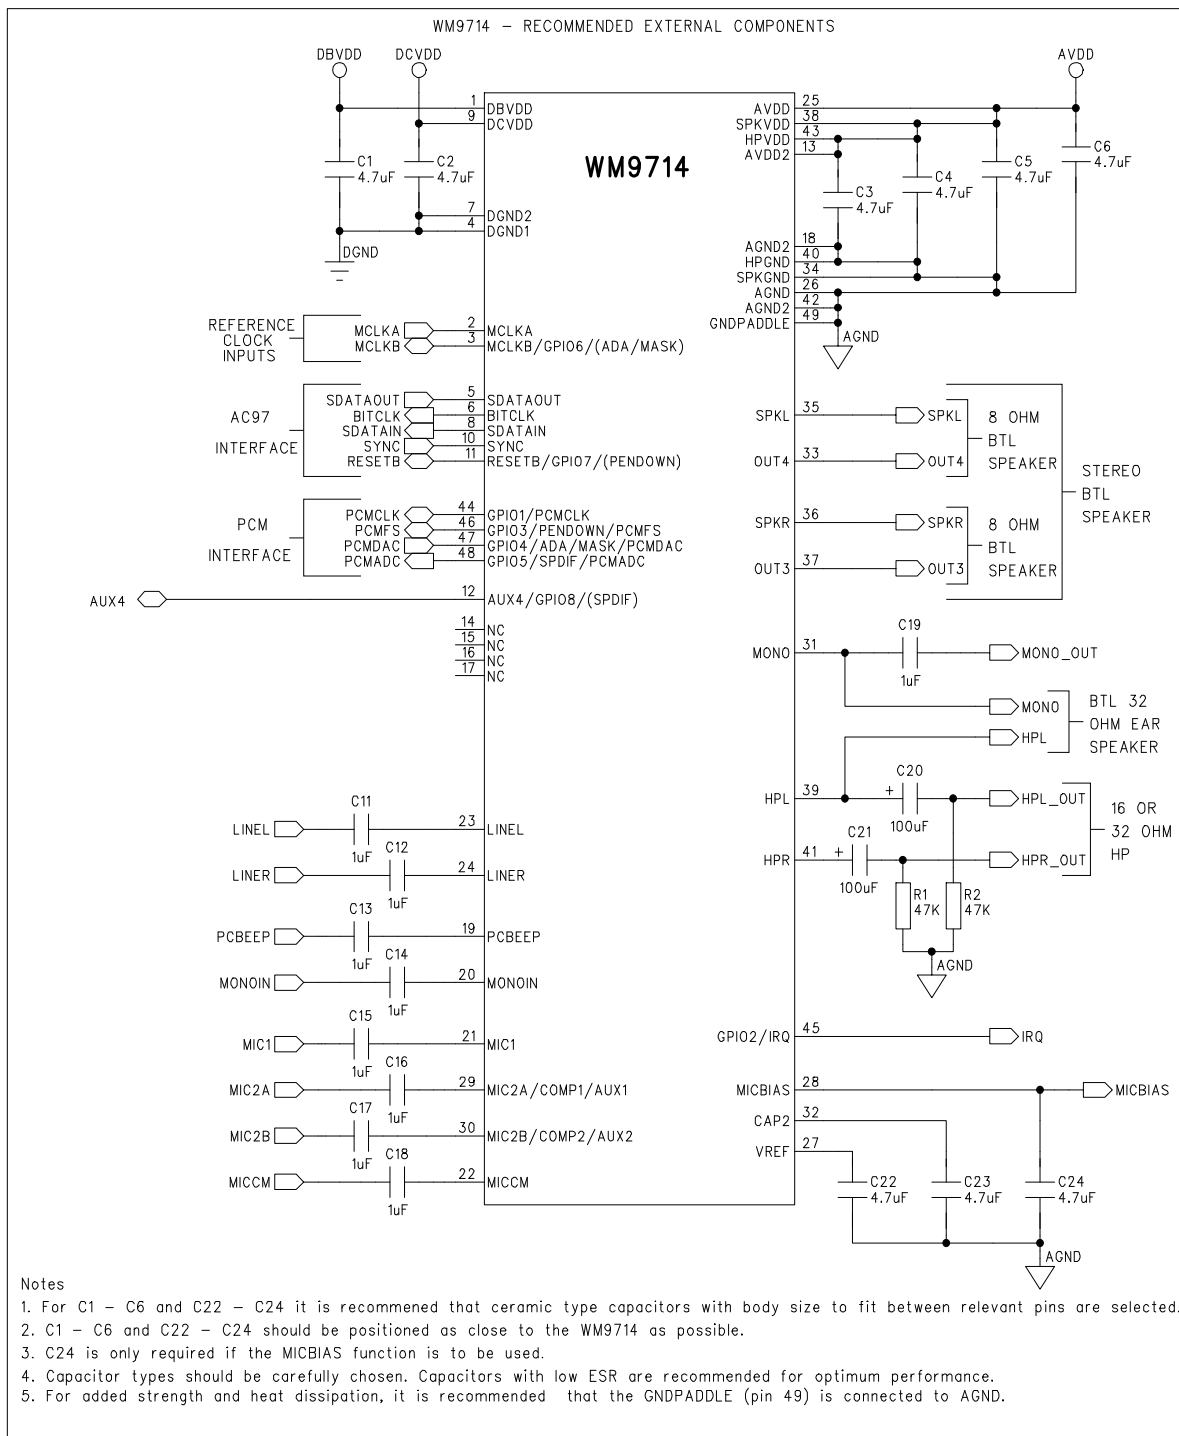 WM9714 - RECOMMENDED EXTERNAL COMPONENTS
DBVDD
DCVDD
AVDD
WM9714
1
DBVDD
9
DCVDD
C1
4.7uF
C2
4.7uF
7
DGND2
4
DGND1
DGND
AVDD
25
SPKVDD
38
HPVDD
43
AVDD2
13
C3
4.7uF
C4
4.7uF
C5
4.7uF
C6
4.7uF
AGND2
18
HPGND
40
SPKGND
34
AGND
26
AGND2
42
GNDPADDLE
49
AGND
REFERENCE
CLOCK
INPUTS
MCLKA
2
MCLKA
MCLKB
3
MCLKB/GPIO6/(ADA/MASK)
AC97
INTERFACE
SDATAOUT
5
SDATAOUT
BITCLK
6
BITCLK
SDATAIN
8
SDATAIN
SYNC
10
SYNC
RESETB
11
RESETB/GPIO7/(PENDOWN)
PCM
INTERFACE
PCMCLK
44
GPIO1/PCMCLK
PCMFS
46
GPIO3/PENDOWN/PCMFS
PCMDAC
47
GPIO4/ADA/MASK/PCMDAC
PCMADC
48
GPIO5/SPDIF/PCMADC
AUX4
12
AUX4/GPIO8/(SPDIF)
14
NC
15
NC
16
NC
17
NC
SPKL
35
SPKL
OUT4
33
OUT4
8 OHM
BTL
SPEAKER
SPKR
36
SPKR
OUT3
37
OUT3
8 OHM
BTL
SPEAKER
STEREO
BTL
SPEAKER
MONO
31
C19
1uF
MONO_OUT
MONO
HPL
BTL 32
OHM EAR
SPEAKER
HPL
39
+
C20
100uF
HPL_OUT
HPR
41
+
C21
100uF
HPR_OUT
16 OR
32 OHM
HP
R1
47K
R2
47K
AGND
LINEL
C11
1uF
23
LINEL
LINER
C12
1uF
24
LINER
PCBEEP
C13
1uF
19
PCBEEP
MONOIN
C14
1uF
20
MONOIN
MIC1
C15
1uF
21
MIC1
MIC2A
C16
1uF
29
MIC2A/COMP1/AUX1
MIC2B
C17
1uF
30
MIC2B/COMP2/AUX2
MICCM
C18
1uF
22
MICCM
GPIO2/IRQ
45
IRQ
MICBIAS
28
MICBIAS
CAP2
32
VREF
27
C22
4.7uF
C23
4.7uF
C24
4.7uF
AGND
Notes
1. For C1 - C6 and C22 - C24 it is recommened that ceramic type capacitors with body size to fit between relevant pins are selected.
2. C1 - C6 and C22 - C24 should be positioned as close to the WM9714 as possible.
3. C24 is only required if the MICBIAS function is to be used.
4. Capacitor types should be carefully chosen. Capacitors with low ESR are recommended for optimum performance.
5. For added strength and heat dissipation, it is recommended that the GNDPADDLE (pin 49) is connected to AGND.